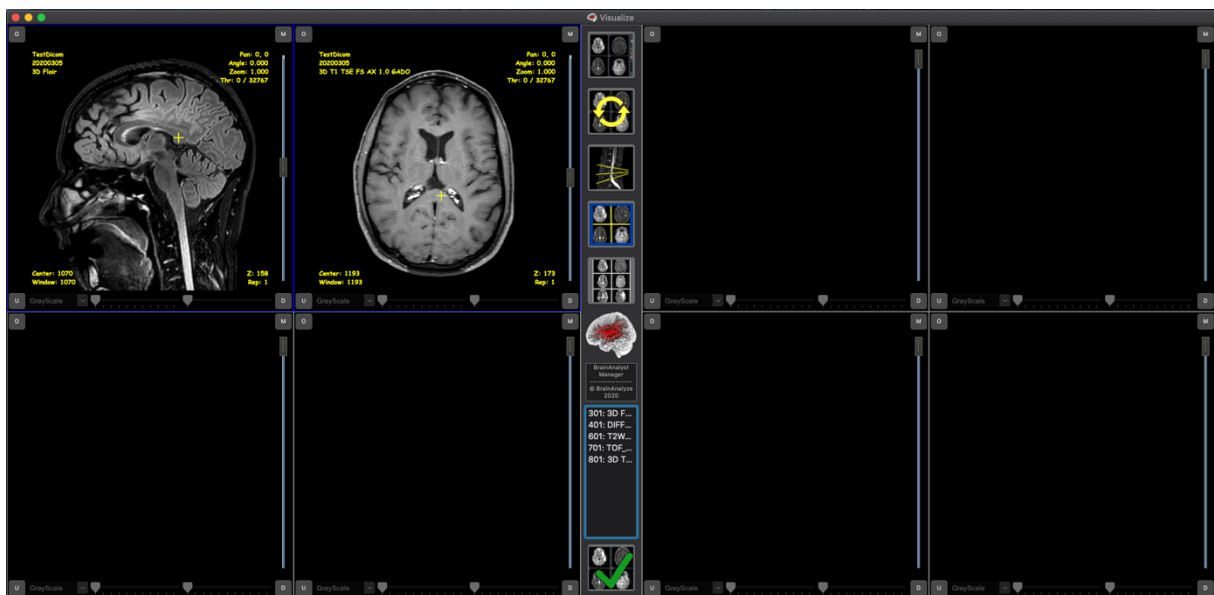 Visualize
O
M
TestDicom
20200305
3D Flair
Pan: 0, 0
Angle: 0.000
Zoom: 1.000
Thr: 0 / 32767
Center: 1070
Window: 1070
Z: 158
Rep: 1
U
GrayScale
D
O
M
TestDicom
20200305
3D T1 TSE FS AX 1.0 GADO
Pan: 0, 0
Angle: 0.000
Zoom: 1.000
Thr: 0 / 32767
Center: 1193
Window: 1193
Z: 173
Rep: 1
U
GrayScale
D
O
M
U
GrayScale
D
O
M
U
GrayScale
D
BrainAnalyst
Manager
----------------
© BrainAnalyze
2020
301: 3D F...
401: DIFF...
601: T2W...
701: TOF_...
801: 3D T...
O
M
U
GrayScale
D
O
M
U
GrayScale
D
O
M
U
GrayScale
D
O
M
U
GrayScale
D